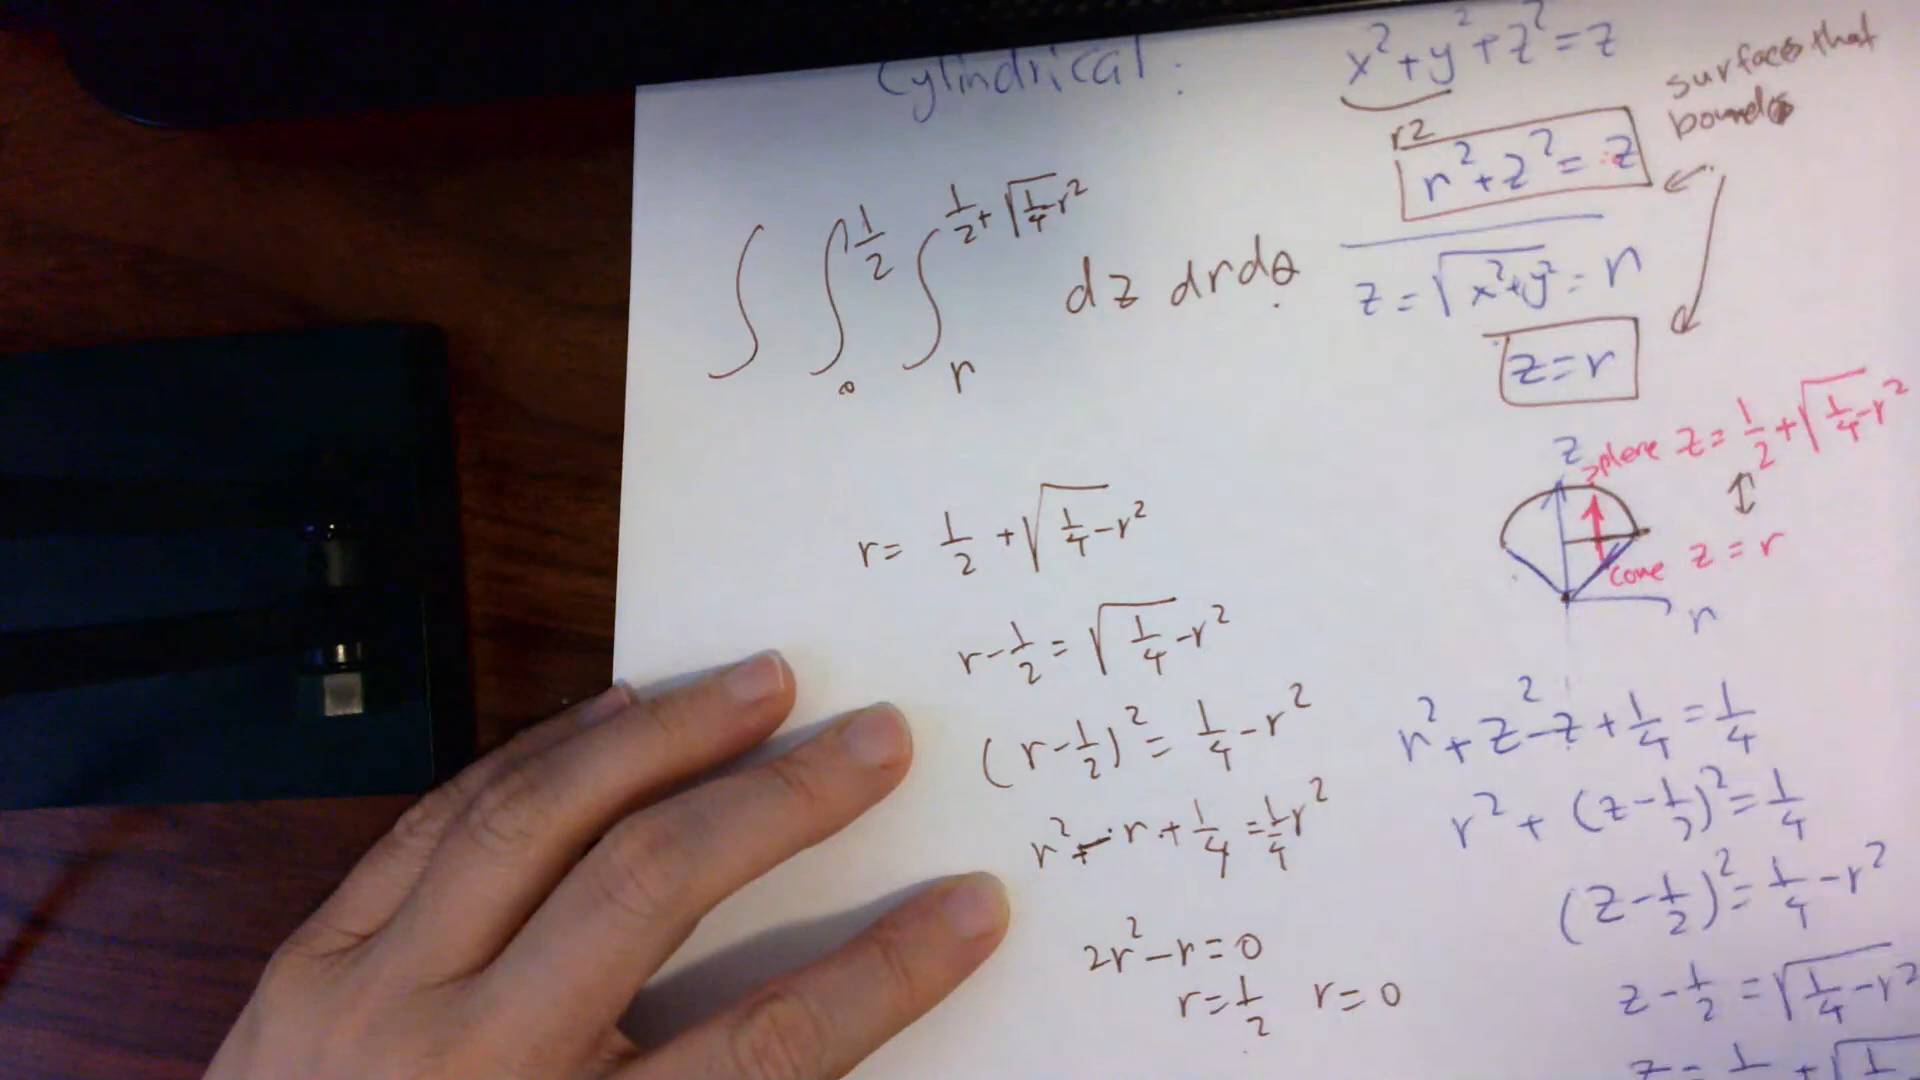 Cylindrical:
∫ ∫₀^{1/2} ∫_r^{1/2 + √(1/4 r²)} dz dr dθ
r = 1/2 + √(1/4 - r²)
r - 1/2 = √(1/4 - r²)
(r - 1/2)² = 1/4 - r²
r² - r + 1/4 = 1/4 r²
2r² - r = 0
r = 1/2 r = 0
x² + y² + z² = z
r2
r² + z² = z
surfaces that
bounds
z = √(x² + y²) = r
z = r
z
sphere z = 1/2 + √(1/4 - r²)
cone z = r
r
r² + z² - z + 1/4 = 1/4
r² + (z - 1/2)² = 1/4
(z - 1/2)² = 1/4 - r²
z - 1/2 = √(1/4 - r²)